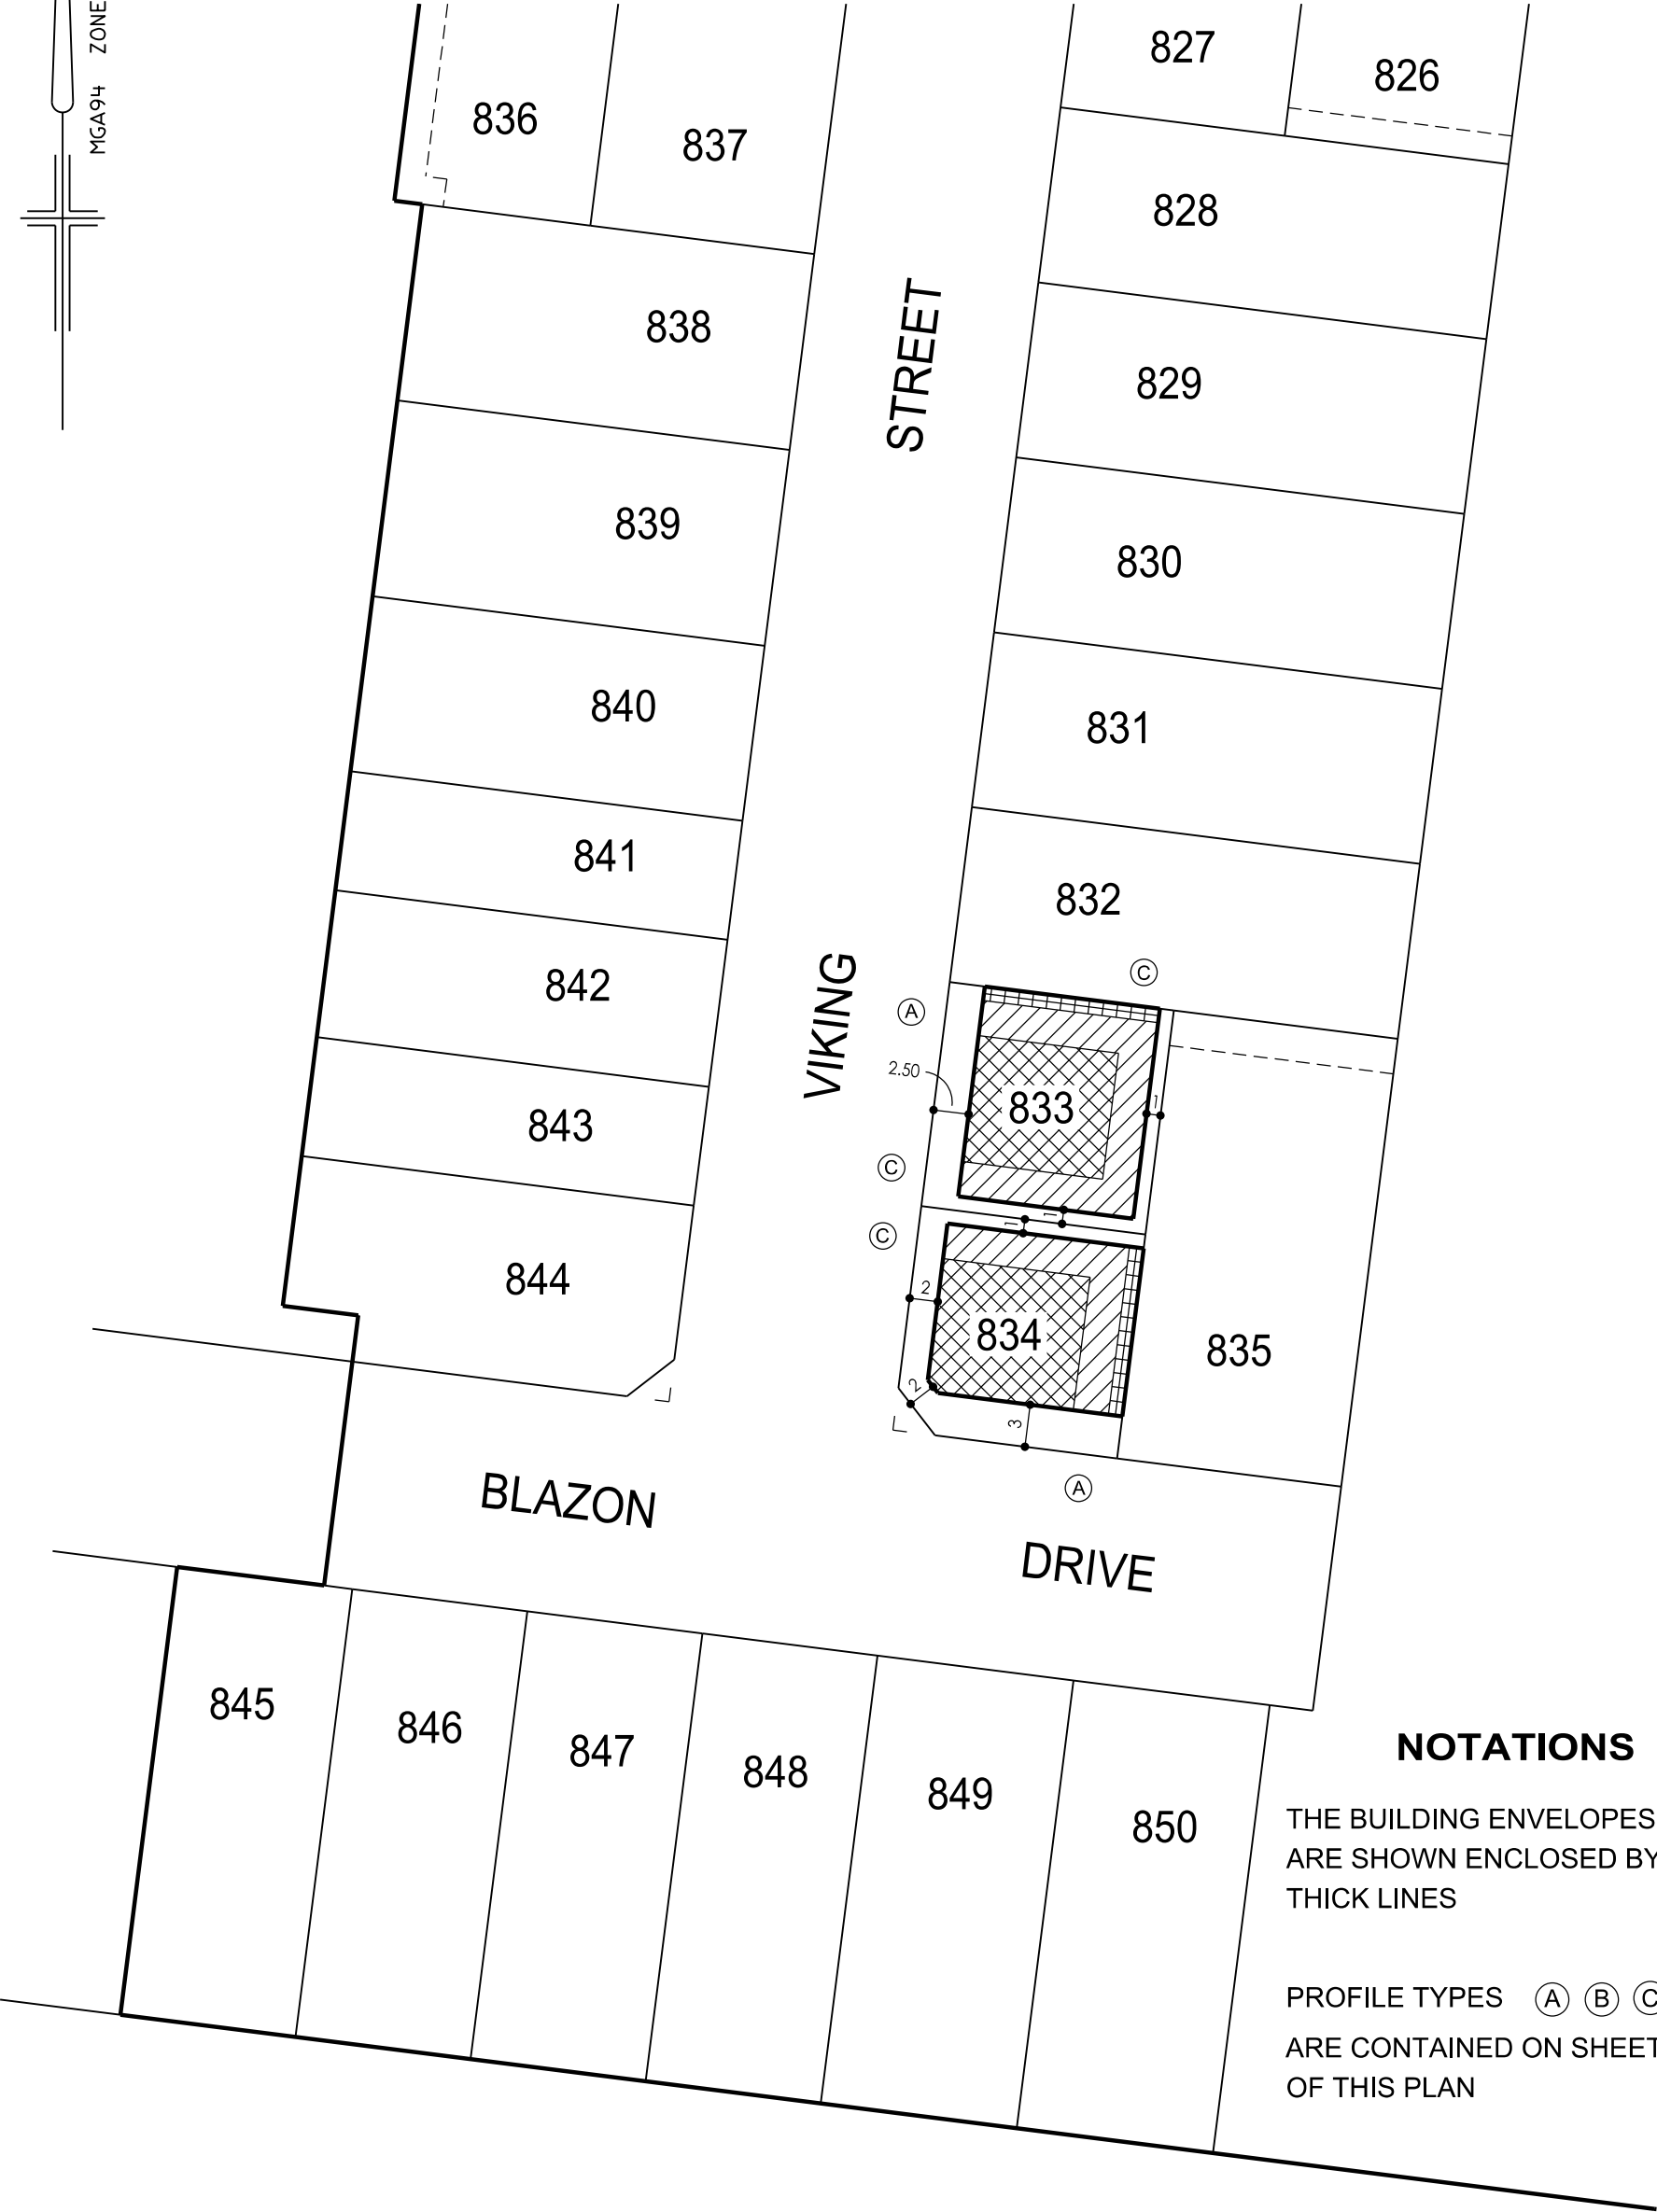 MGA94 ZONE
827
826
836
837
828
838
STREET
829
839
830
840
831
841
832
VIKING
842
C
A
2.50
833
1
843
C
1
1
C
844
2
834
835
2
3
A
BLAZON
DRIVE
845
846
847
848
849
850
NOTATIONS
THE BUILDING ENVELOPES
ARE SHOWN ENCLOSED BY
THICK LINES
PROFILE TYPES A B C
ARE CONTAINED ON SHEET
OF THIS PLAN